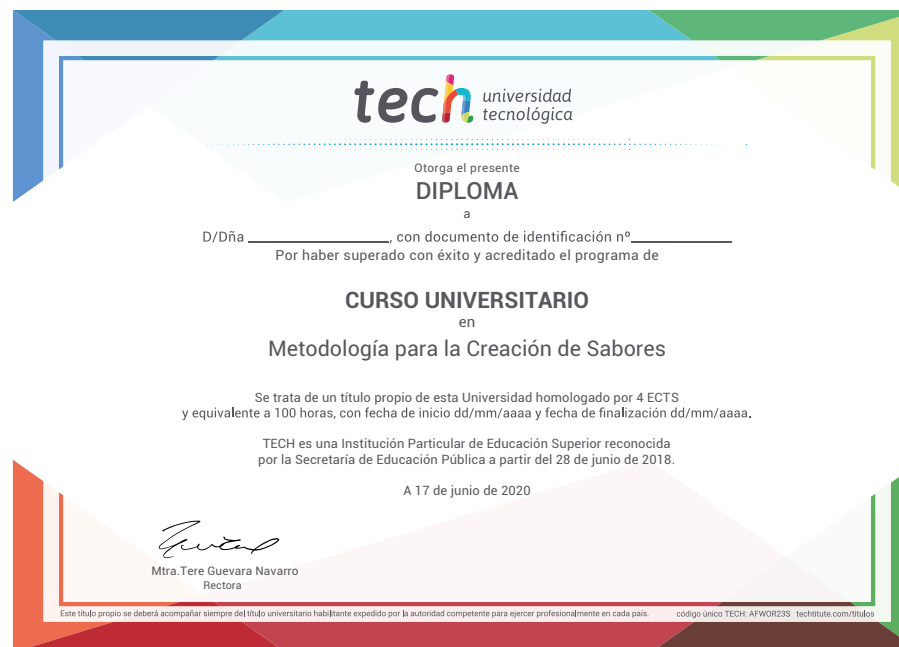 tech universidad
tecnológica
Otorga el presente
DIPLOMA
a
D/Dña ____________, con documento de identificación nº____________
Por haber superado con éxito y acreditado el programa de
CURSO UNIVERSITARIO
en
Metodología para la Creación de Sabores
Se trata de un título propio de esta Universidad homologado por 4 ECTS
y equivalente a 100 horas, con fecha de inicio dd/mm/aaaa y fecha de finalización dd/mm/aaaa.
TECH es una Institución Particular de Educación Superior reconocida
por la Secretaría de Educación Pública a partir del 28 de junio de 2018.
A 17 de junio de 2020
Mtra.Tere Guevara Navarro
Rectora
Este título propio se deberá acompañar siempre del título universitario habilitante expedido por la autoridad competente para ejercer profesionalmente en cada país. código único TECH: AFWOR23S techtitute.com/titulos